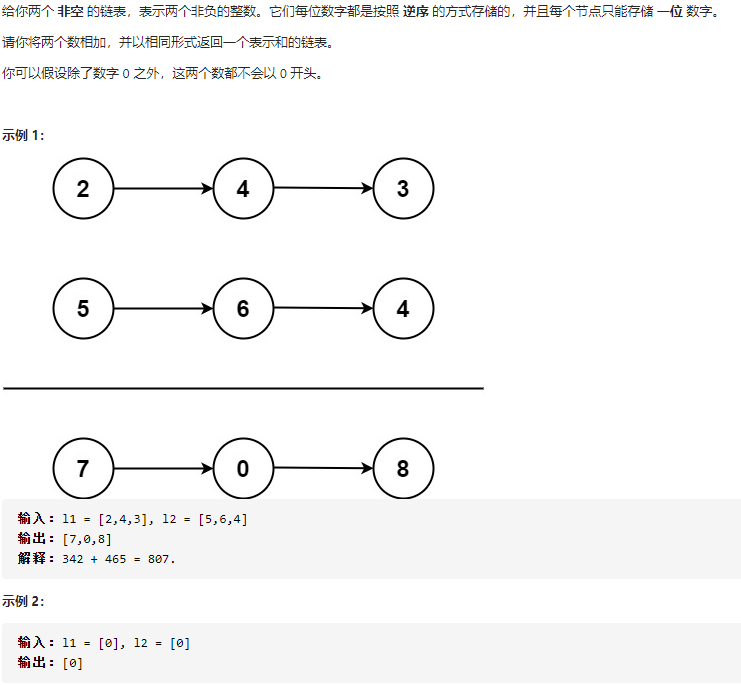 给你两个 非空 的链表，表示两个非负的整数。它们每位数字都是按照 逆序 的方式存储的，并且每个节点只能存储 一位 数字。
请你将两个数相加，并以相同形式返回一个表示和的链表。
你可以假设除了数字 0 之外，这两个数都不会以 0 开头。
示例 1：
2 4 3
5 6 4
7 0 8
输入：l1 = [2,4,3], l2 = [5,6,4]
输出：[7,0,8]
解释：342 + 465 = 807.
示例 2：
输入：l1 = [0], l2 = [0]
输出：[0]